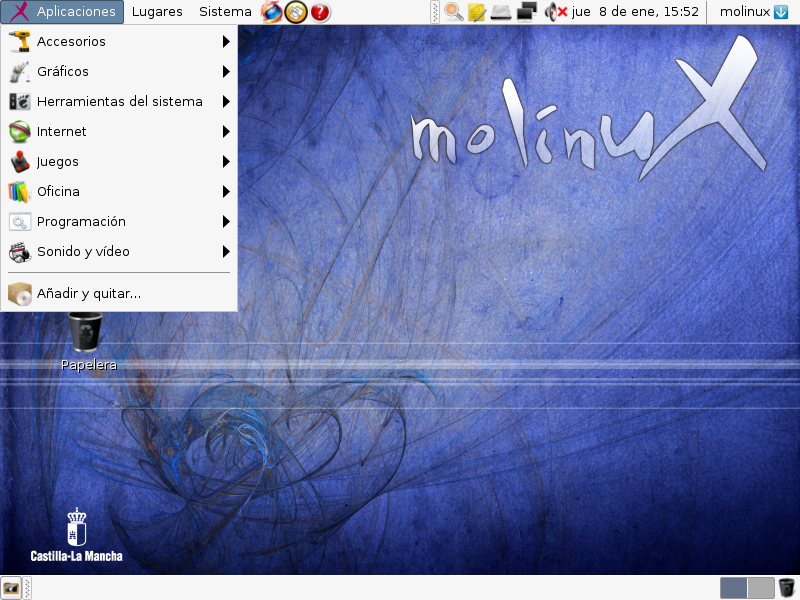 Aplicaciones Lugares Sistema jue 8 de ene, 15:52 molinux
Accesorios
Gráficos
Herramientas del sistema
Internet
Juegos
Oficina
Programación
Sonido y vídeo
Añadir y quitar...
molinux
Papelera
Castilla-La Mancha